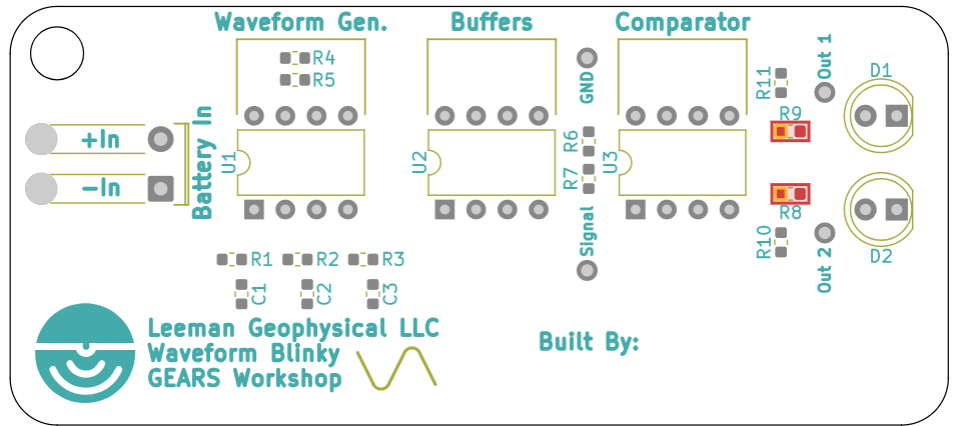 Waveform Gen.
Buffers
Comparator
R4
R5
GND
R11
Out 1
D1
+In
-In
Battery In
U1
U2
R6
R7
U3
R9
R8
Signal
R10
Out 2
D2
R1
R2
R3
C1
C2
C3
Leeman Geophysical LLC
Waveform Blinky
GEARS Workshop
Built By: